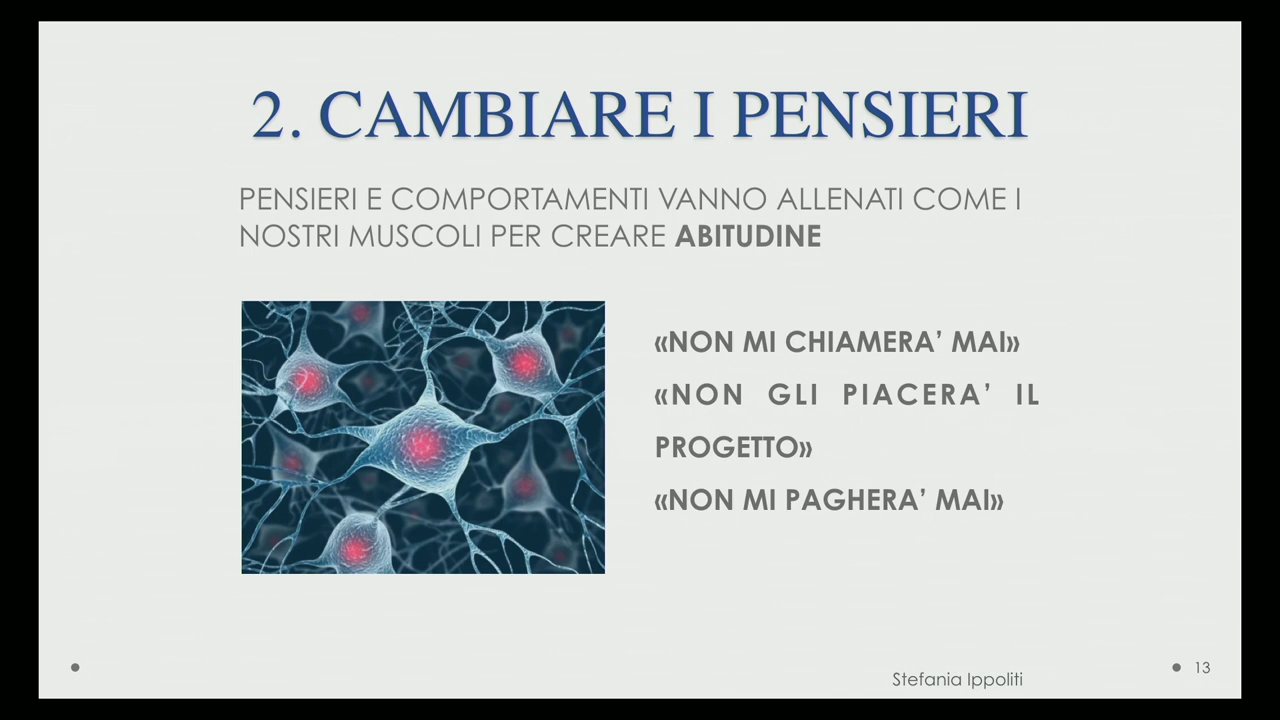 2. CAMBIARE I PENSIERI
PENSIERI E COMPORTAMENTI VANNO ALLENATI COME I
NOSTRI MUSCOLI PER CREARE ABITUDINE
«NON MI CHIAMERA’ MAI»
«NON GLI PIACERA’ IL
PROGETTO»
«NON MI PAGHERA’ MAI»
Stefania Ippoliti
13